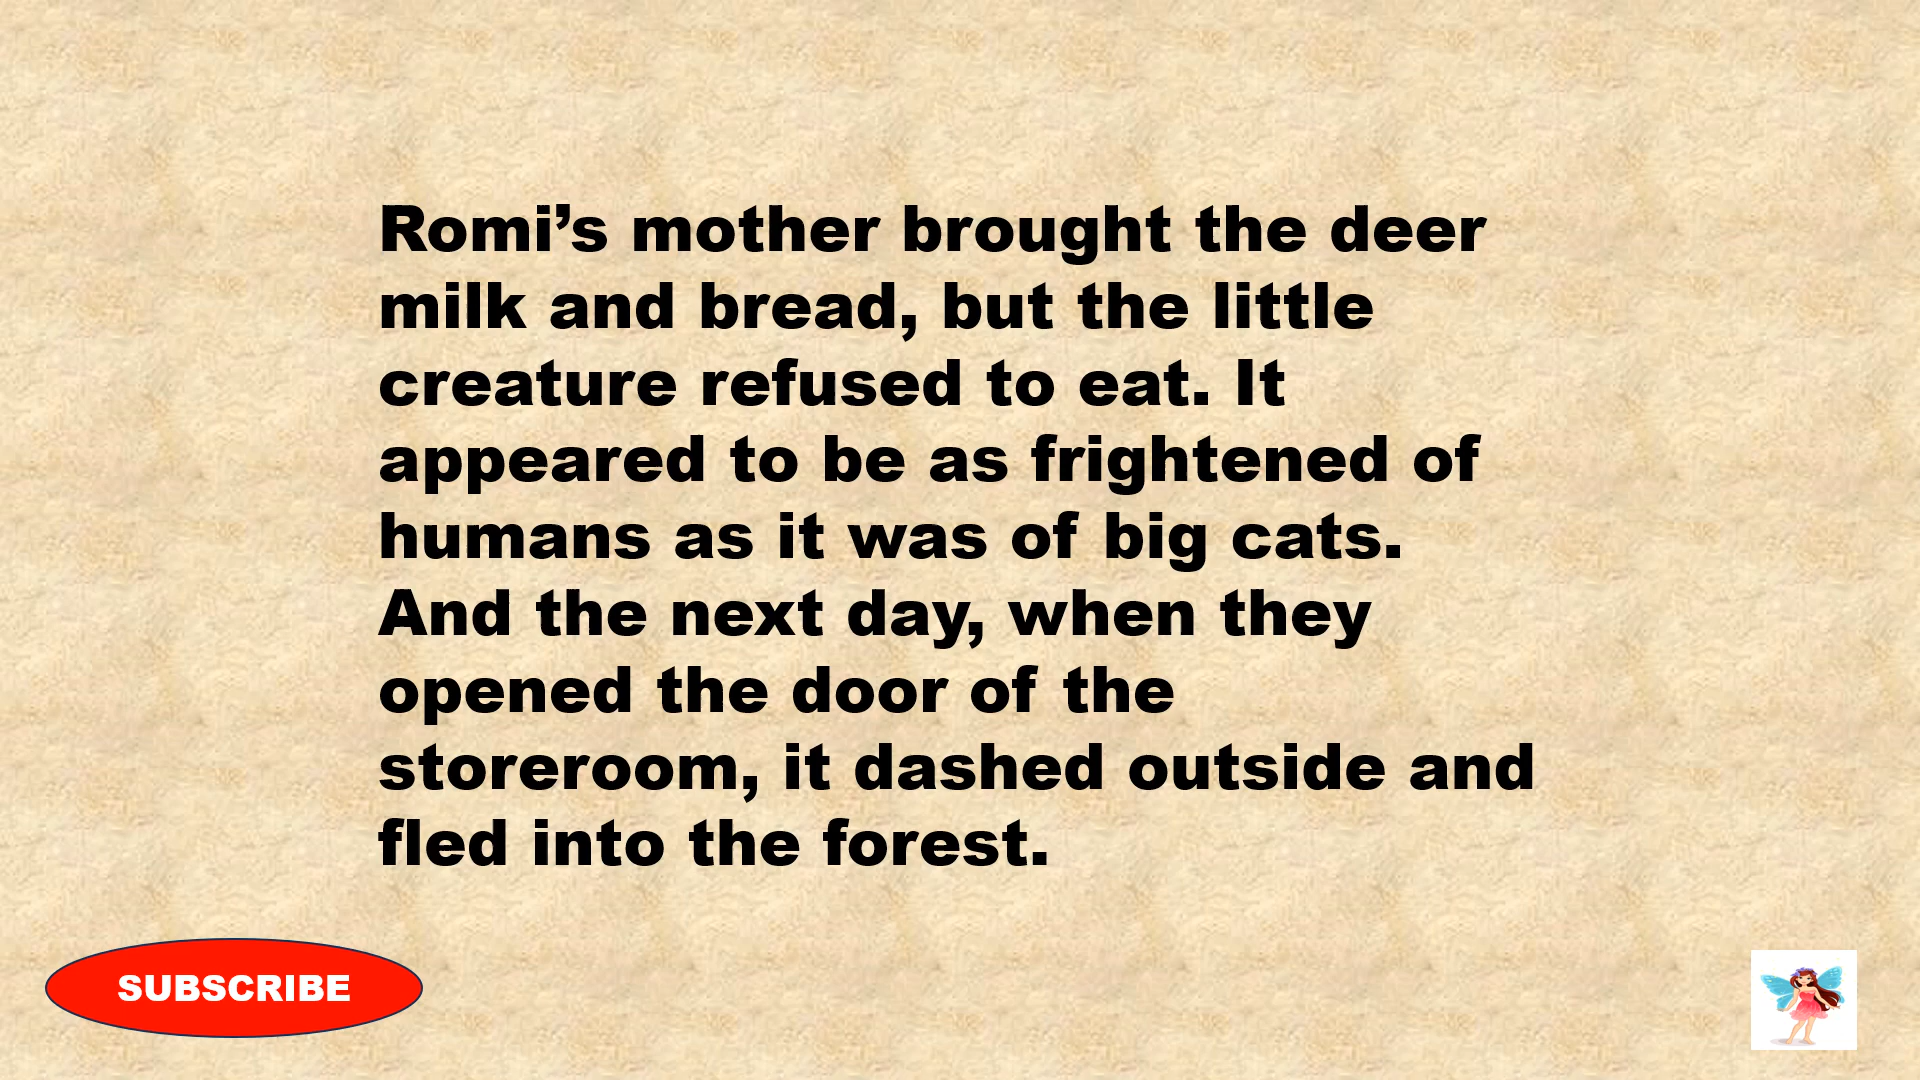 Romi’s mother brought the deer
milk and bread, but the little
creature refused to eat. It
appeared to be as frightened of
humans as it was of big cats.
And the next day, when they
opened the door of the
storeroom, it dashed outside and
fled into the forest.
SUBSCRIBE